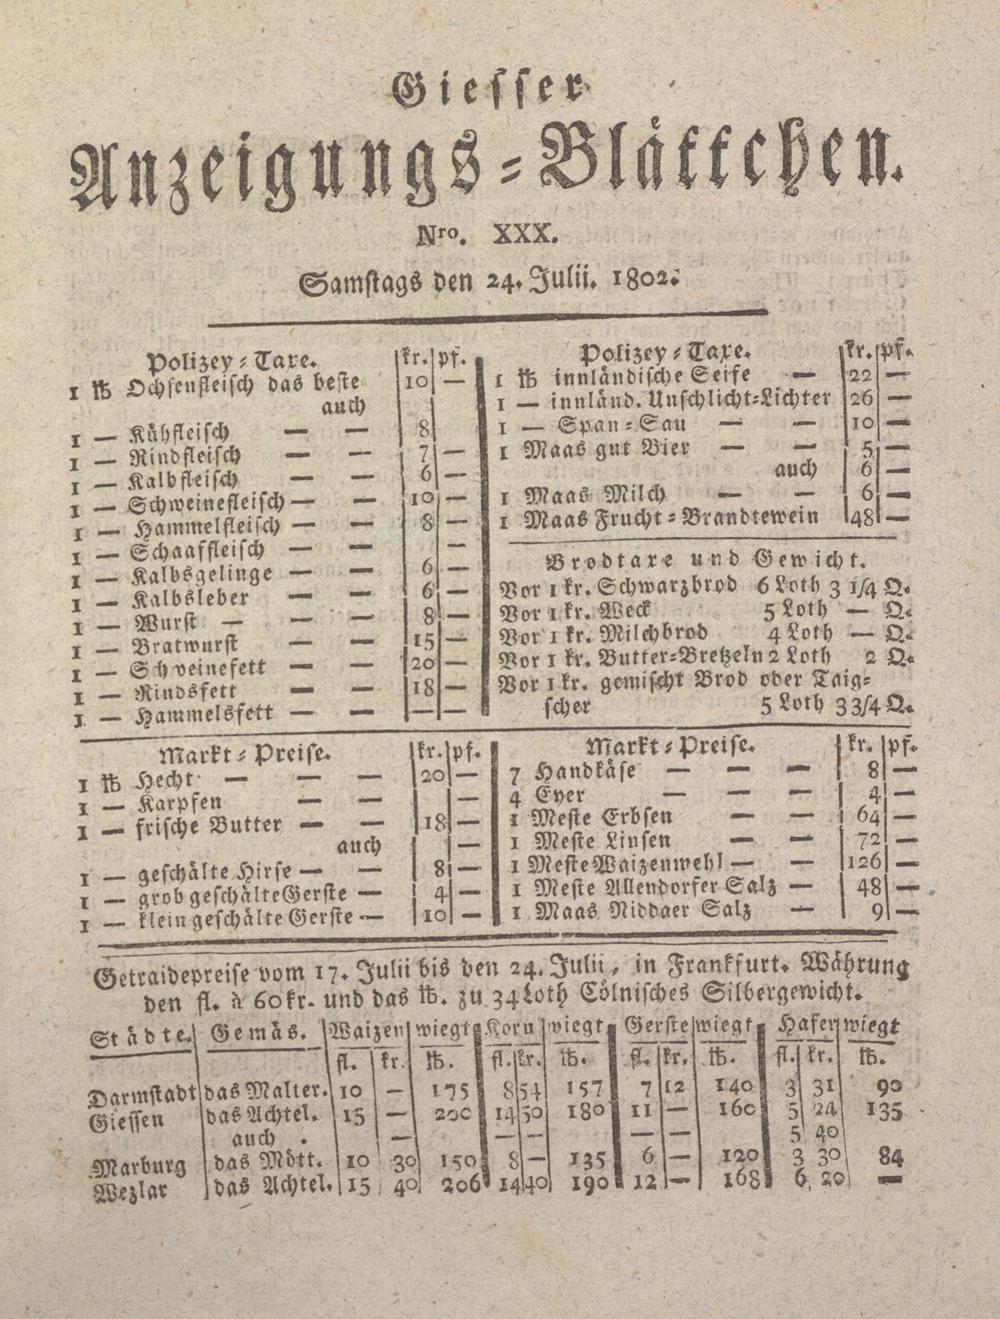 Giesser
Anzeigungs-Blättchen.
Nro. XXX.
Samstags den 24. Julii. 1802.
Polizey-Taxe. kr. pf.
1 ℔ Ochsenfleisch das beste 10 —
auch
1 — Kühfleisch — — 8
1 — Rindfleisch — — 7 —
1 — Kalbfleisch — — 6 —
1 — Schweinefleisch — — 10 —
1 — Hammelfleisch — — 8 —
1 — Schaaffleisch — — —
1 — Kalbsgelinge — — 6 —
1 — Kalbsleber — — 6 —
1 — Wurst — — — 8 —
1 — Bratwurst — — 15 —
1 — Schweinefett — — 20 —
1 — Rindsfett — — 18 —
1 — Hammelsfett — — — —
Polizey-Taxe. kr. pf.
1 ℔ innländische Seife — 22 —
1 — innländ. Unschlicht-Lichter 26 —
1 — Span-Sau — — 10 —
1 Maas gut Bier — — 5 —
auch 6 —
1 Maas Milch — — 6 —
1 Maas Frucht-Brandtewein 48 —
Brodtaxe und Gewicht.
Vor 1 kr. Schwarzbrod 6 Loth 3 1/4 Q.
Vor 1 kr. Weck 5 Loth — Q.
Vor 1 kr. Milchbrod 4 Loth — Q.
Vor 1 kr. Butter-Bretzeln 2 Loth 2 Q.
Vor 1 kr. gemischt Brod oder Taig-
scher 5 Loth 3 3/4 Q.
Markt-Preise. kr. pf.
1 ℔ Hecht — — — 20 —
1 — Karpfen — — —
1 — frische Butter — — 18 —
auch —
1 — geschälte Hirse — — 8 —
1 — grob geschälte Gerste — 4 —
1 — klein geschälte Gerste — 10 —
Markt-Preise. kr. pf.
7 Handkäse — — — 8 —
4 Eyer — — — 4 —
1 Meste Erbsen — — 64 —
1 Meste Linsen — — 72 —
1 Meste Waizenmehl — — 126 —
1 Meste Allendorfer Salz — 48 —
1 Maas Niddaer Salz — 9 —
Getraidepreise vom 17. Julii bis den 24. Julii, in Frankfurt. Währung
den fl. à 60 kr. und das ℔. zu 34 Loth Cölnisches Silbergewicht.
Städte. Gemäs. Waizen wiegt Korn wiegt Gerste wiegt Hafer wiegt
fl. kr. ℔. fl. kr. ℔. fl. kr. ℔. fl. kr. ℔.
Darmstadt das Malter. 10 — 175 8 54 157 7 12 140 3 31 90
Giessen das Achtel. 15 — 200 14 50 180 11 — 160 5 24 135
auch . — — — — — 5 40
Marburg das Mött. 10 30 150 8 — 135 6 — 120 3 30 84
Wezlar das Achtel. 15 40 206 14 40 190 12 — 168 6 20 —